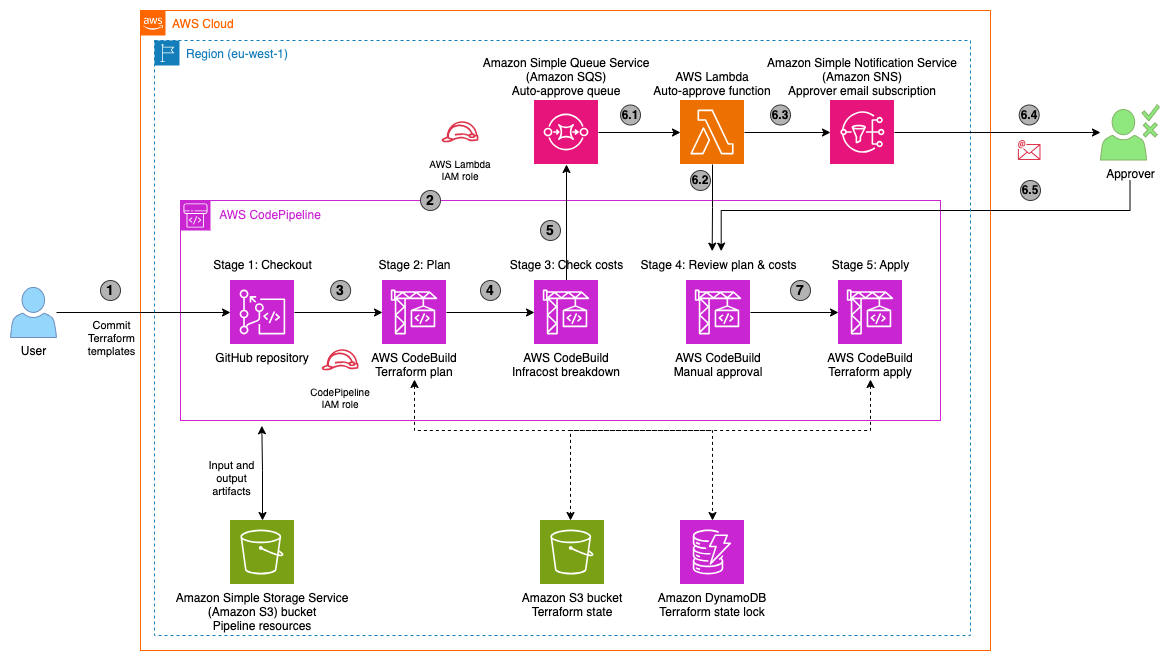 aws
AWS Cloud
Region (eu-west-1)
Amazon Simple Queue Service
(Amazon SQS)
Auto-approve queue
AWS Lambda
Auto-approve function
Amazon Simple Notification Service
(Amazon SNS)
Approver email subscription
6.1
6.3
6.4
@
AWS Lambda
IAM role
Approver
6.2
6.5
2
AWS CodePipeline
5
Stage 1: Checkout
Stage 2: Plan
Stage 3: Check costs
Stage 4: Review plan & costs
Stage 5: Apply
1
3
4
7
Commit
Terraform
templates
User
GitHub repository
AWS CodeBuild
Terraform plan
AWS CodeBuild
Infracost breakdown
AWS CodeBuild
Manual approval
AWS CodeBuild
Terraform apply
CodePipeline
IAM role
Input and
output
artifacts
Amazon Simple Storage Service
(Amazon S3) bucket
Pipeline resources
Amazon S3 bucket
Terraform state
Amazon DynamoDB
Terraform state lock